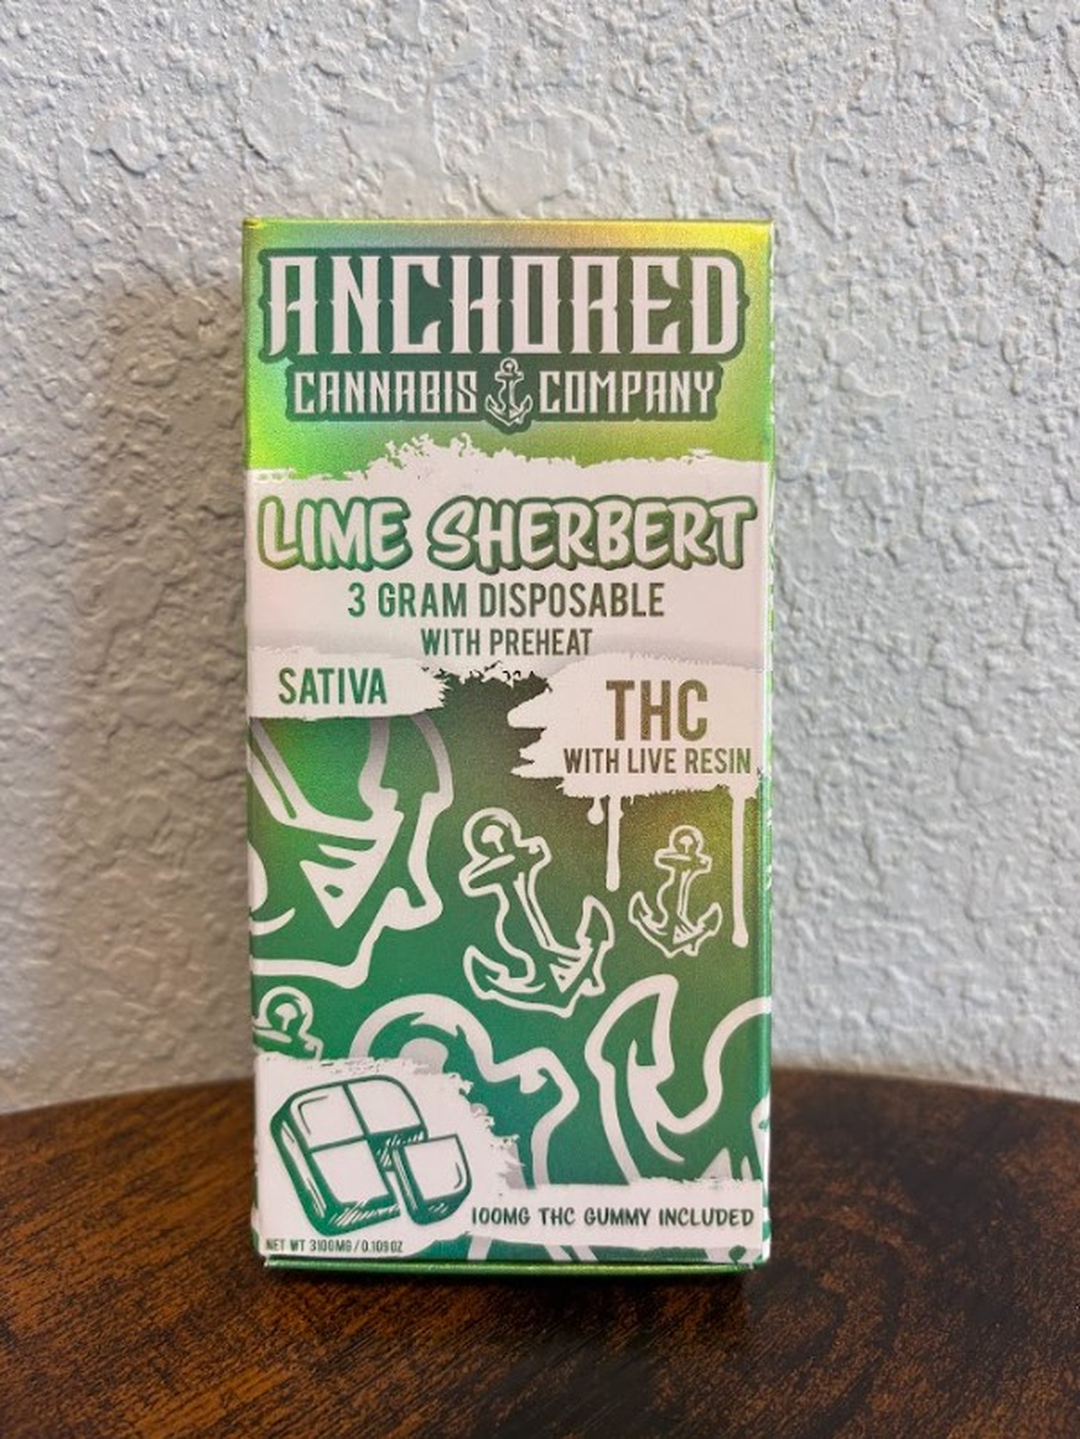 ANCHORED
CANNABIS COMPANY
LIME SHERBERT
3 GRAM DISPOSABLE
WITH PREHEAT
SATIVA
THC
WITH LIVE RESIN
100MG THC GUMMY INCLUDED
NET WT 3100MG / 0.109 OZ